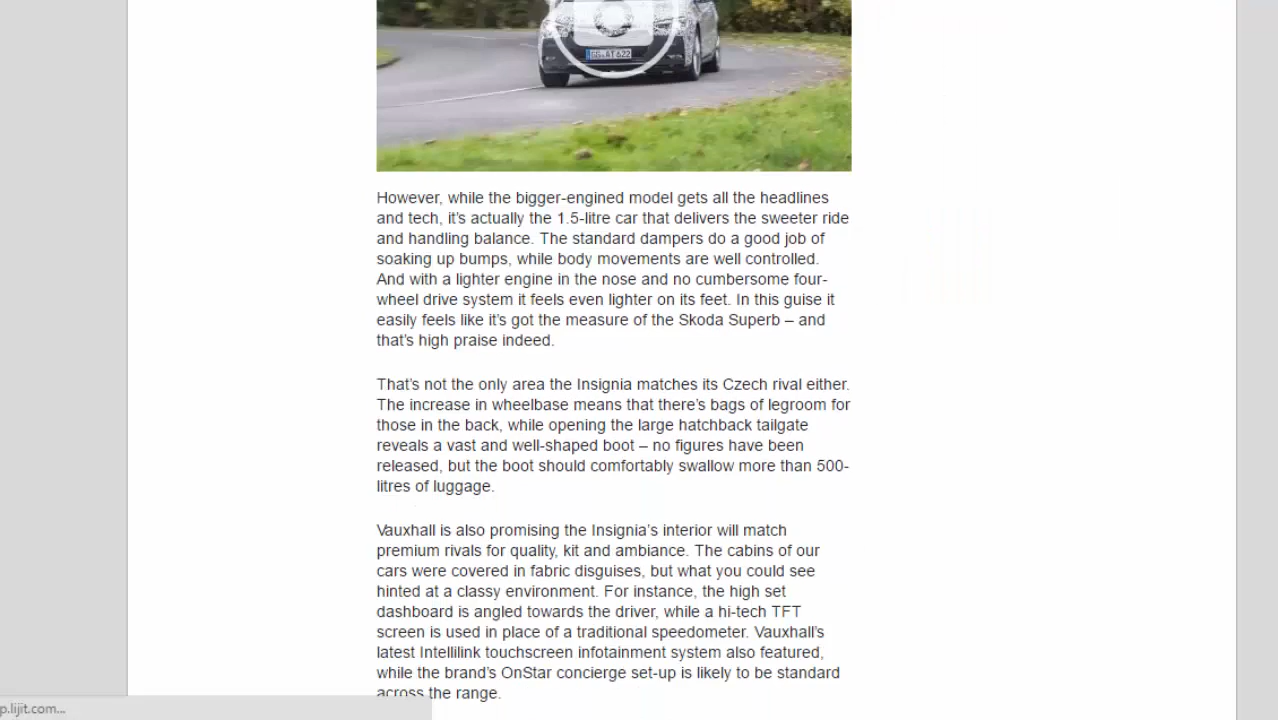 However, while the bigger-engined model gets all the headlines
and tech, it’s actually the 1.5-litre car that delivers the sweeter ride
and handling balance. The standard dampers do a good job of
soaking up bumps, while body movements are well controlled.
And with a lighter engine in the nose and no cumbersome four-
wheel drive system it feels even lighter on its feet. In this guise it
easily feels like it’s got the measure of the Skoda Superb – and
that’s high praise indeed.
That’s not the only area the Insignia matches its Czech rival either.
The increase in wheelbase means that there’s bags of legroom for
those in the back, while opening the large hatchback tailgate
reveals a vast and well-shaped boot – no figures have been
released, but the boot should comfortably swallow more than 500-
litres of luggage.
Vauxhall is also promising the Insignia’s interior will match
premium rivals for quality, kit and ambiance. The cabins of our
cars were covered in fabric disguises, but what you could see
hinted at a classy environment. For instance, the high set
dashboard is angled towards the driver, while a hi-tech TFT
screen is used in place of a traditional speedometer. Vauxhall’s
latest Intellilink touchscreen infotainment system also featured,
while the brand’s OnStar concierge set-up is likely to be standard
across the range.
p.lijit.com...